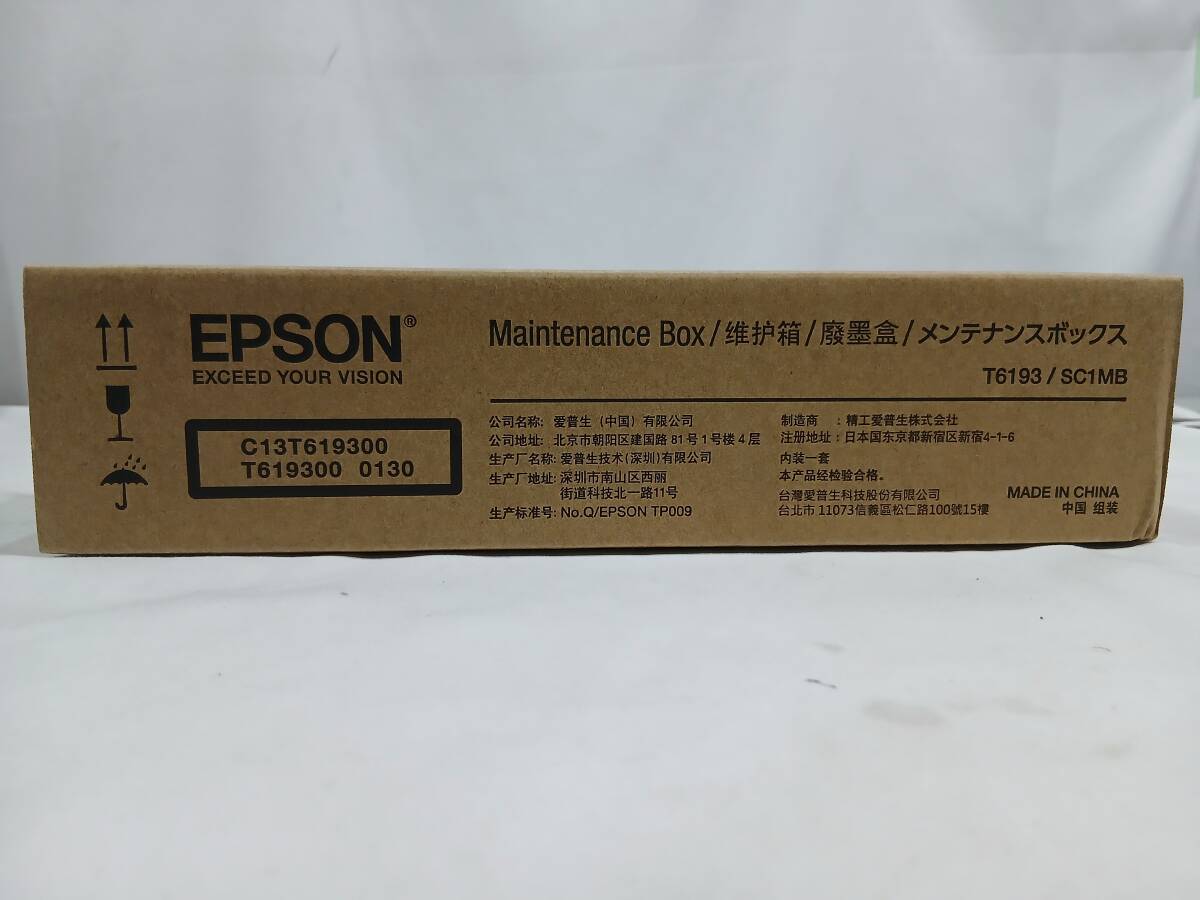 EPSON®
EXCEED YOUR VISION
C13T619300
T619300 0130
Maintenance Box/维护箱/廢墨盒/メンテナンスボックス
T6193/SC1MB
公司名称: 爱普生(中国)有限公司
公司地址: 北京市朝阳区建国路81号1号楼4层
生产厂名称: 爱普生技术(深圳)有限公司
生产厂地址: 深圳市南山区西丽
街道科技北一路11号
生产标准号: No.Q/EPSON TP009
制造商 : 精工爱普生株式会社
注册地址 : 日本国东京都新宿区新宿4-1-6
内装一套
本产品经检验合格。
台灣愛普生科技股份有限公司
台北市 11073信義區松仁路100號15樓
MADE IN CHINA
中国 组装